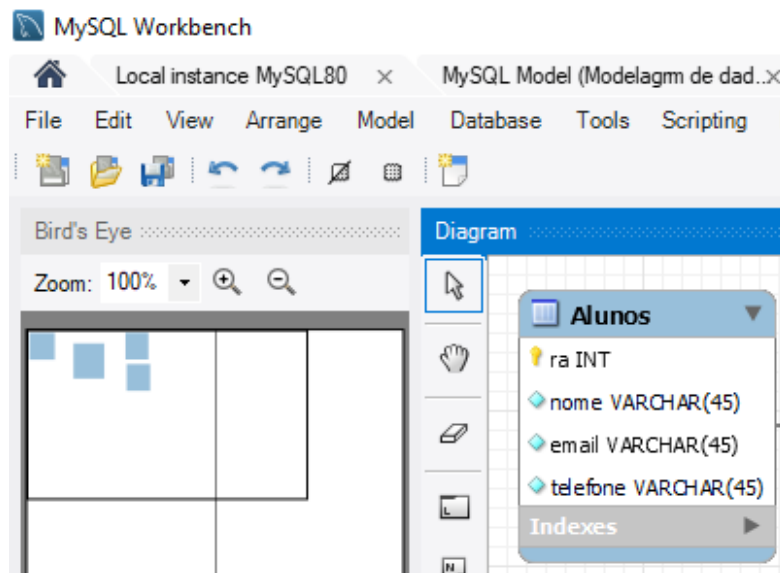 MySQL Workbench
Local instance MySQL80 × MySQL Model (Modelagm de dad..×
File Edit View Arrange Model Database Tools Scripting
Bird's Eye
Diagram
Zoom: 100%
Alunos
ra INT
nome VARCHAR(45)
email VARCHAR(45)
telefone VARCHAR(45)
Indexes
L
N